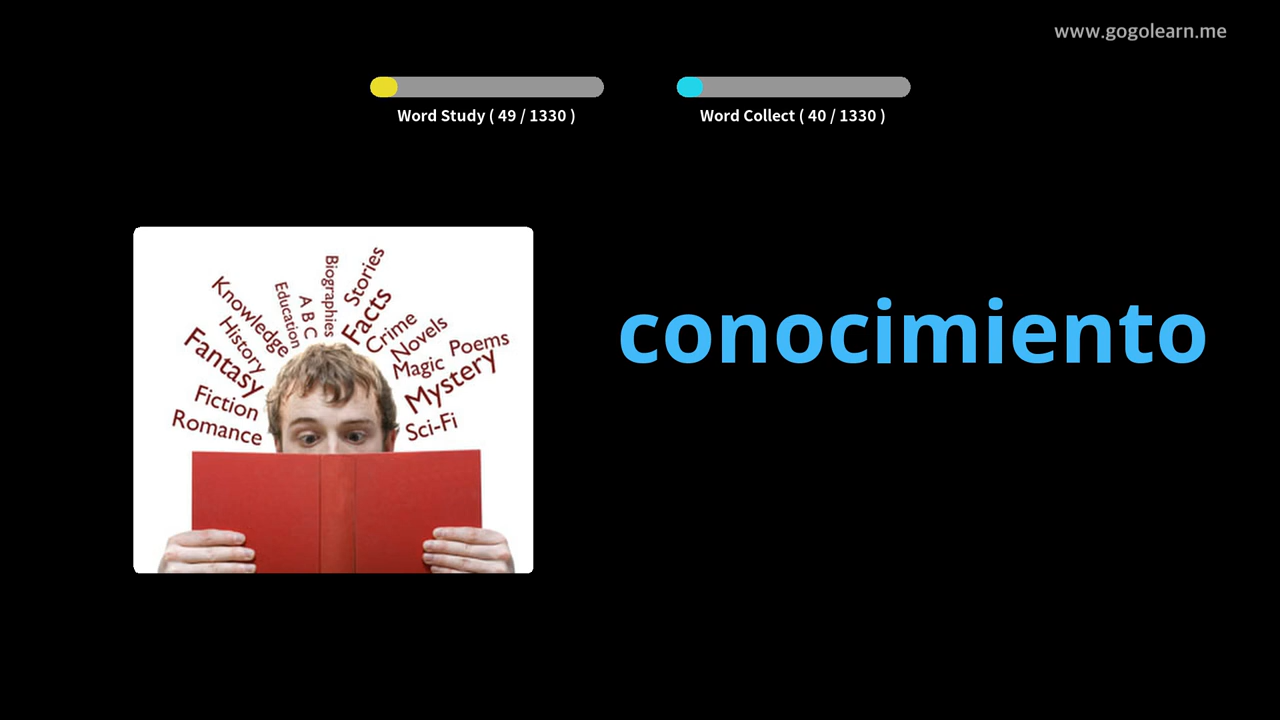 www.gogolearn.me
Word Study ( 49 / 1330 )
Word Collect ( 40 / 1330 )
Knowledge
Education
A B C
Biographies
Stories
Facts
Crime
Novels
Poems
History
Fantasy
Magic
Mystery
Fiction
Romance
Sci-Fi
conocimiento